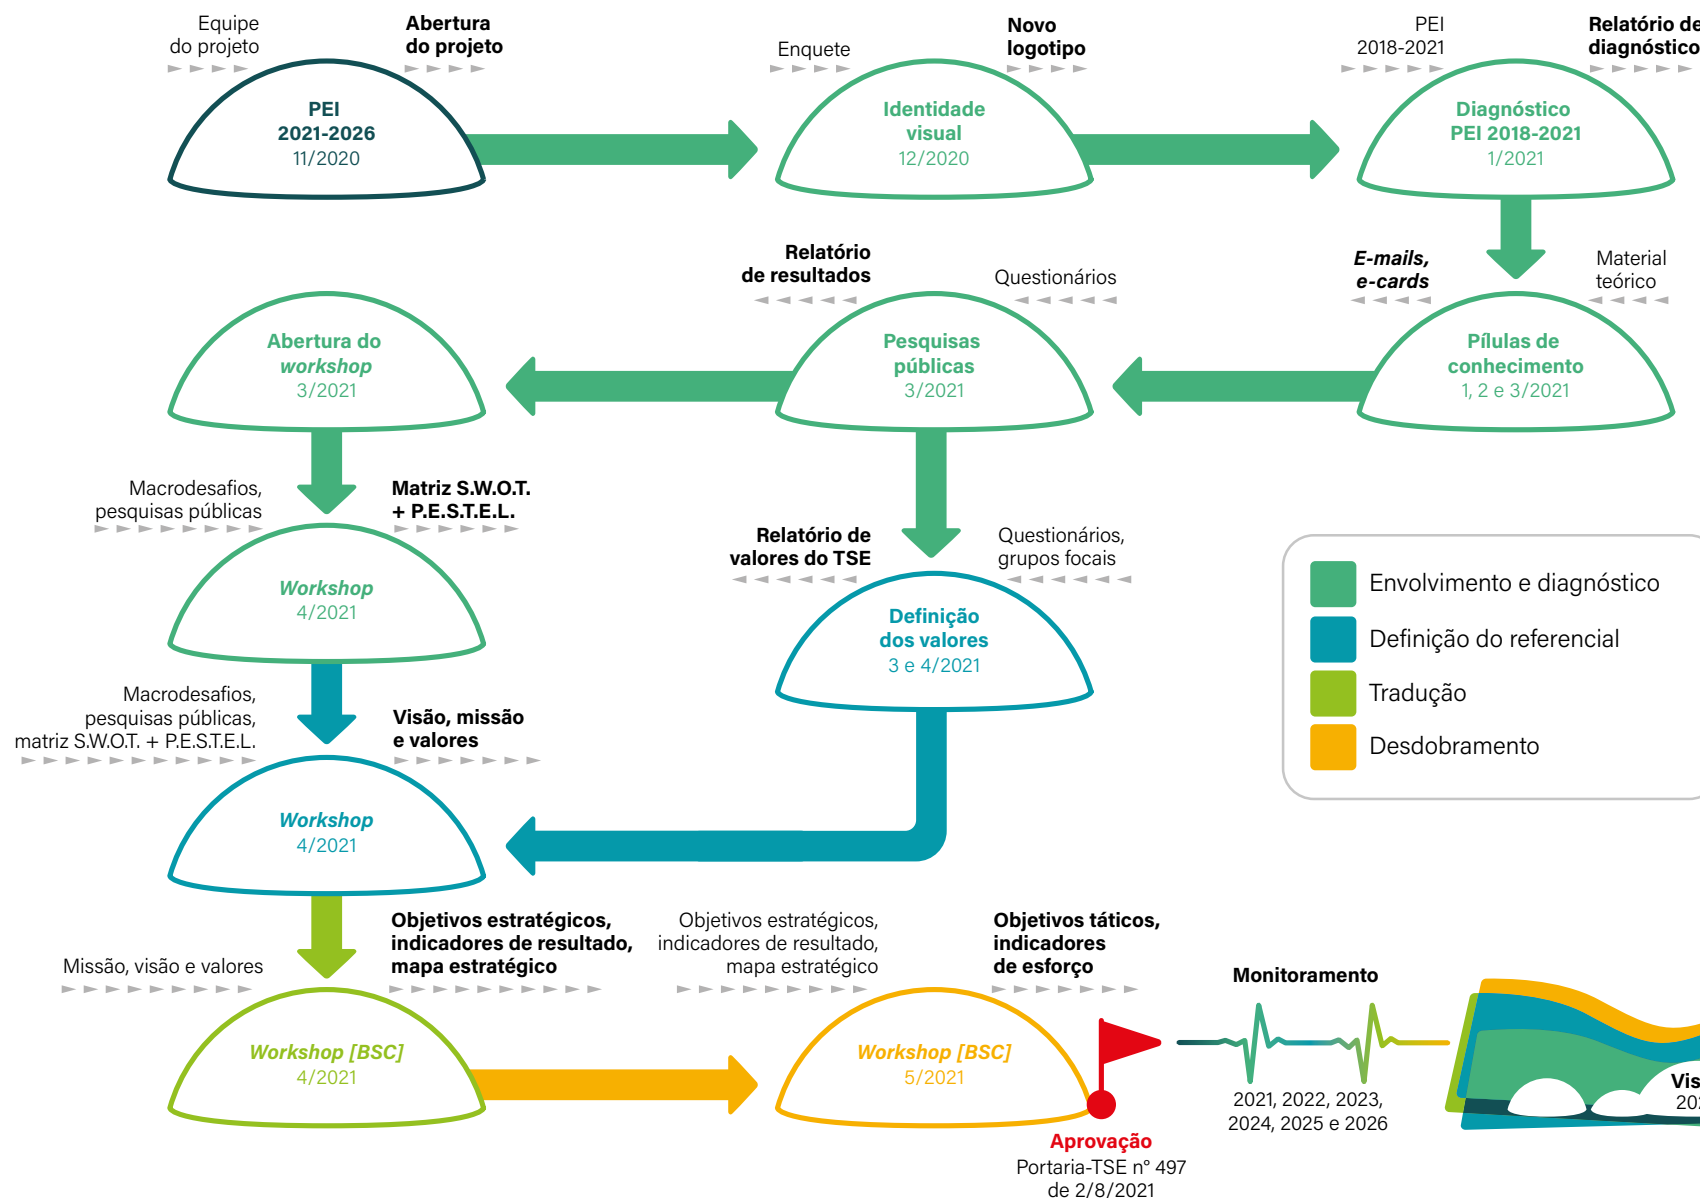 Equipe
do projeto
Abertura
do projeto
PEI
2021-2026
11/2020
Enquete
Novo
logotipo
Identidade
visual
12/2020
PEI
2018-2021
Relatório de
diagnóstico
Diagnóstico
PEI 2018-2021
1/2021
E-mails,
e-cards
Material
teórico
Pílulas de
conhecimento
1, 2 e 3/2021
Relatório
de resultados
Questionários
Pesquisas
públicas
3/2021
Abertura do
workshop
3/2021
Macrodesafios,
pesquisas públicas
Matriz S.W.O.T.
+ P.E.S.T.E.L.
Workshop
4/2021
Relatório de
valores do TSE
Questionários,
grupos focais
Definição
dos valores
3 e 4/2021
Envolvimento e diagnóstico
Definição do referencial
Tradução
Desdobramento
Macrodesafios,
pesquisas públicas,
matriz S.W.O.T. + P.E.S.T.E.L.
Visão, missão
e valores
Workshop
4/2021
Missão, visão e valores
Objetivos estratégicos,
indicadores de resultado,
mapa estratégico
Workshop [BSC]
4/2021
Objetivos estratégicos,
indicadores de resultado,
mapa estratégico
Objetivos táticos,
indicadores
de esforço
Workshop [BSC]
5/2021
Aprovação
Portaria-TSE nº 497
de 2/8/2021
Monitoramento
2021, 2022, 2023,
2024, 2025 e 2026